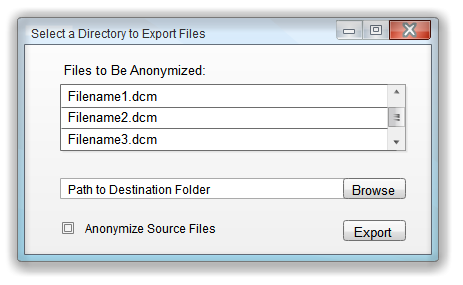 Select a Directory to Export Files
Files to Be Anonymized:
Filename1.dcm
Filename2.dcm
Filename3.dcm
Path to Destination Folder
Browse
Anonymize Source Files
Export